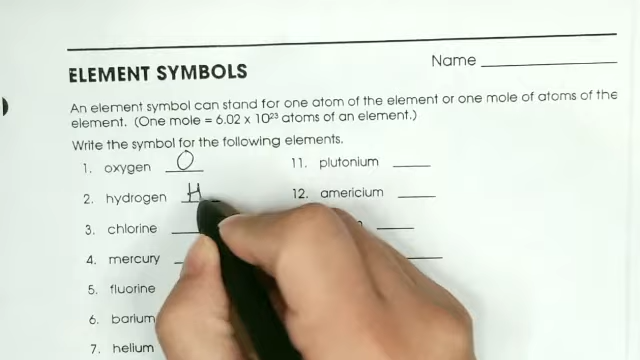 Name
ELEMENT SYMBOLS
An element symbol can stand for one atom of the element or one mole of atoms of the
element. (One mole = 6.02 x 10²³ atoms of an element.)
Write the symbol for the following elements.
1. oxygen O
2. hydrogen H
3. chlorine
4. mercury
5. fluorine
6. barium
7. helium
11. plutonium
12. americium